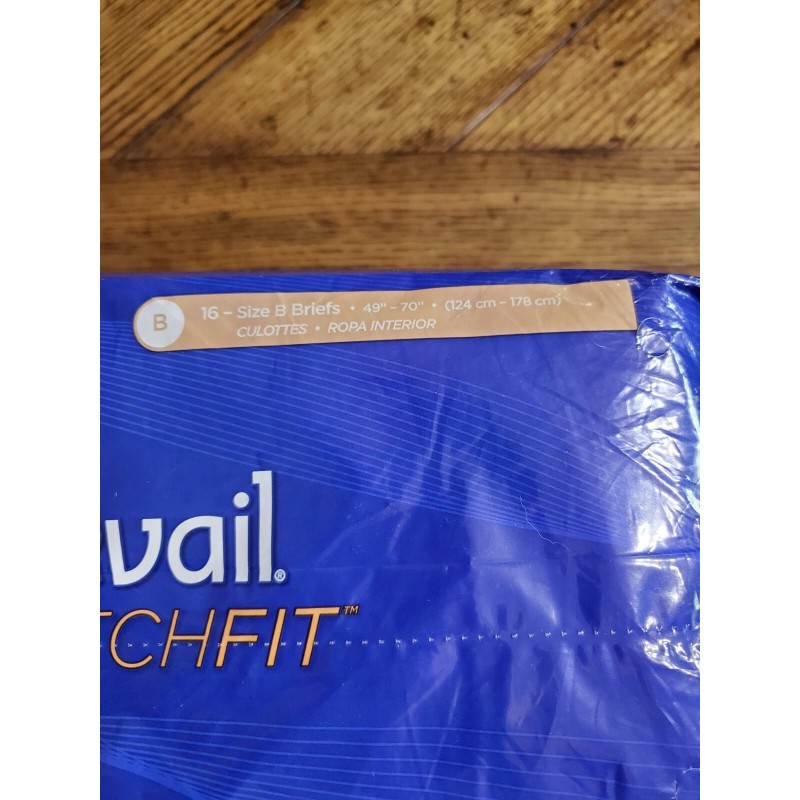 B
16 – Size B Briefs • 49" – 70" • (124 cm – 178 cm)
CULOTTES • ROPA INTERIOR
vail®
TCHFIT™